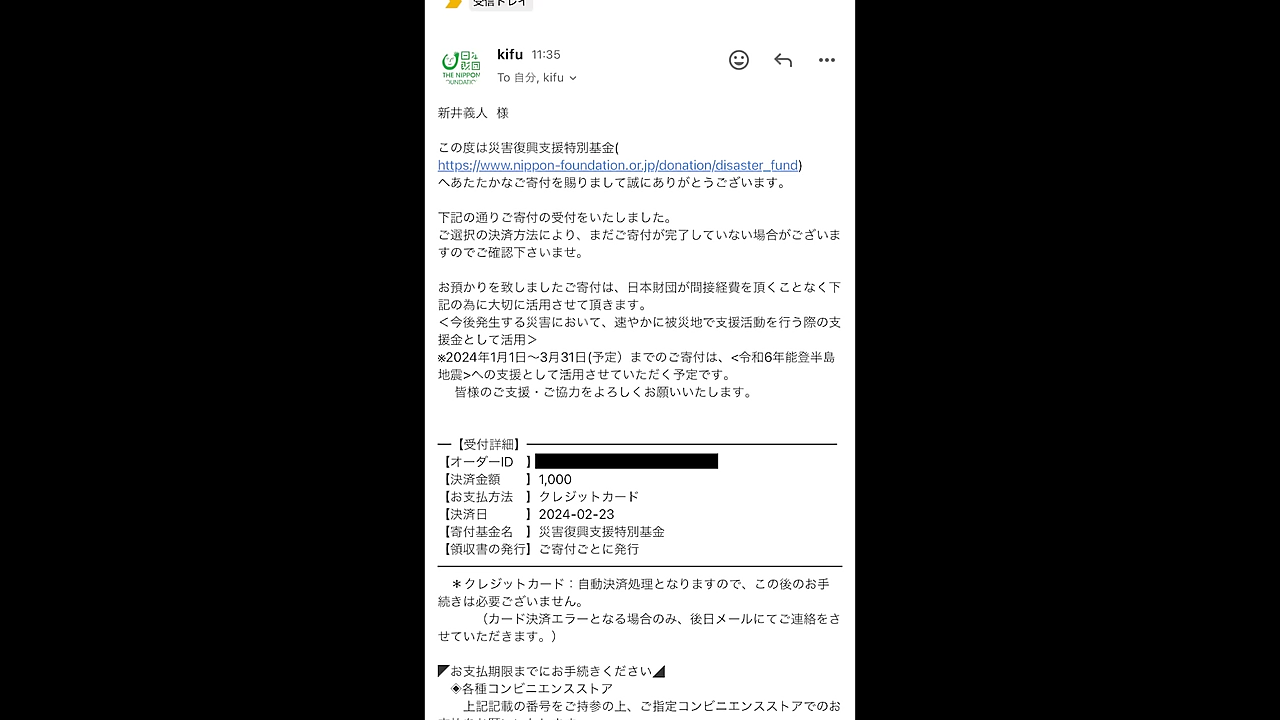 受信トレイ
日本
財団
THE NIPPON
FOUNDATION
kifu 11:35
To 自分, kifu
新井義人 様
この度は災害復興支援特別基金(
https://www.nippon-foundation.or.jp/donation/disaster_fund)
へあたたかなご寄付を賜りまして誠にありがとうございます。
下記の通りご寄付の受付をいたしました。
ご選択の決済方法により、まだご寄付が完了していない場合がございま
すのでご確認下さいませ。
お預かりを致しましたご寄付は、日本財団が間接経費を頂くことなく下
記の為に大切に活用させて頂きます。
＜今後発生する災害において、速やかに被災地で支援活動を行う際の支
援金として活用＞
※2024年1月1日〜3月31日(予定）までのご寄付は、<令和6年能登半島
地震>への支援として活用させていただく予定です。
皆様のご支援・ご協力をよろしくお願いいたします。
―【受付詳細】―――――――――――――――――――
【オーダーID　】
【決済金額　　】1,000
【お支払方法　】クレジットカード
【決済日　　　】2024-02-23
【寄付基金名　】災害復興支援特別基金
【領収書の発行】ご寄付ごとに発行
＊クレジットカード：自動決済処理となりますので、この後のお手
続きは必要ございません。
（カード決済エラーとなる場合のみ、後日メールにてご連絡をさ
せていただきます。）
◤お支払期限までにお手続きください◢
◈各種コンビニエンスストア
上記記載の番号をご持参の上、ご指定コンビニエンスストアでのお